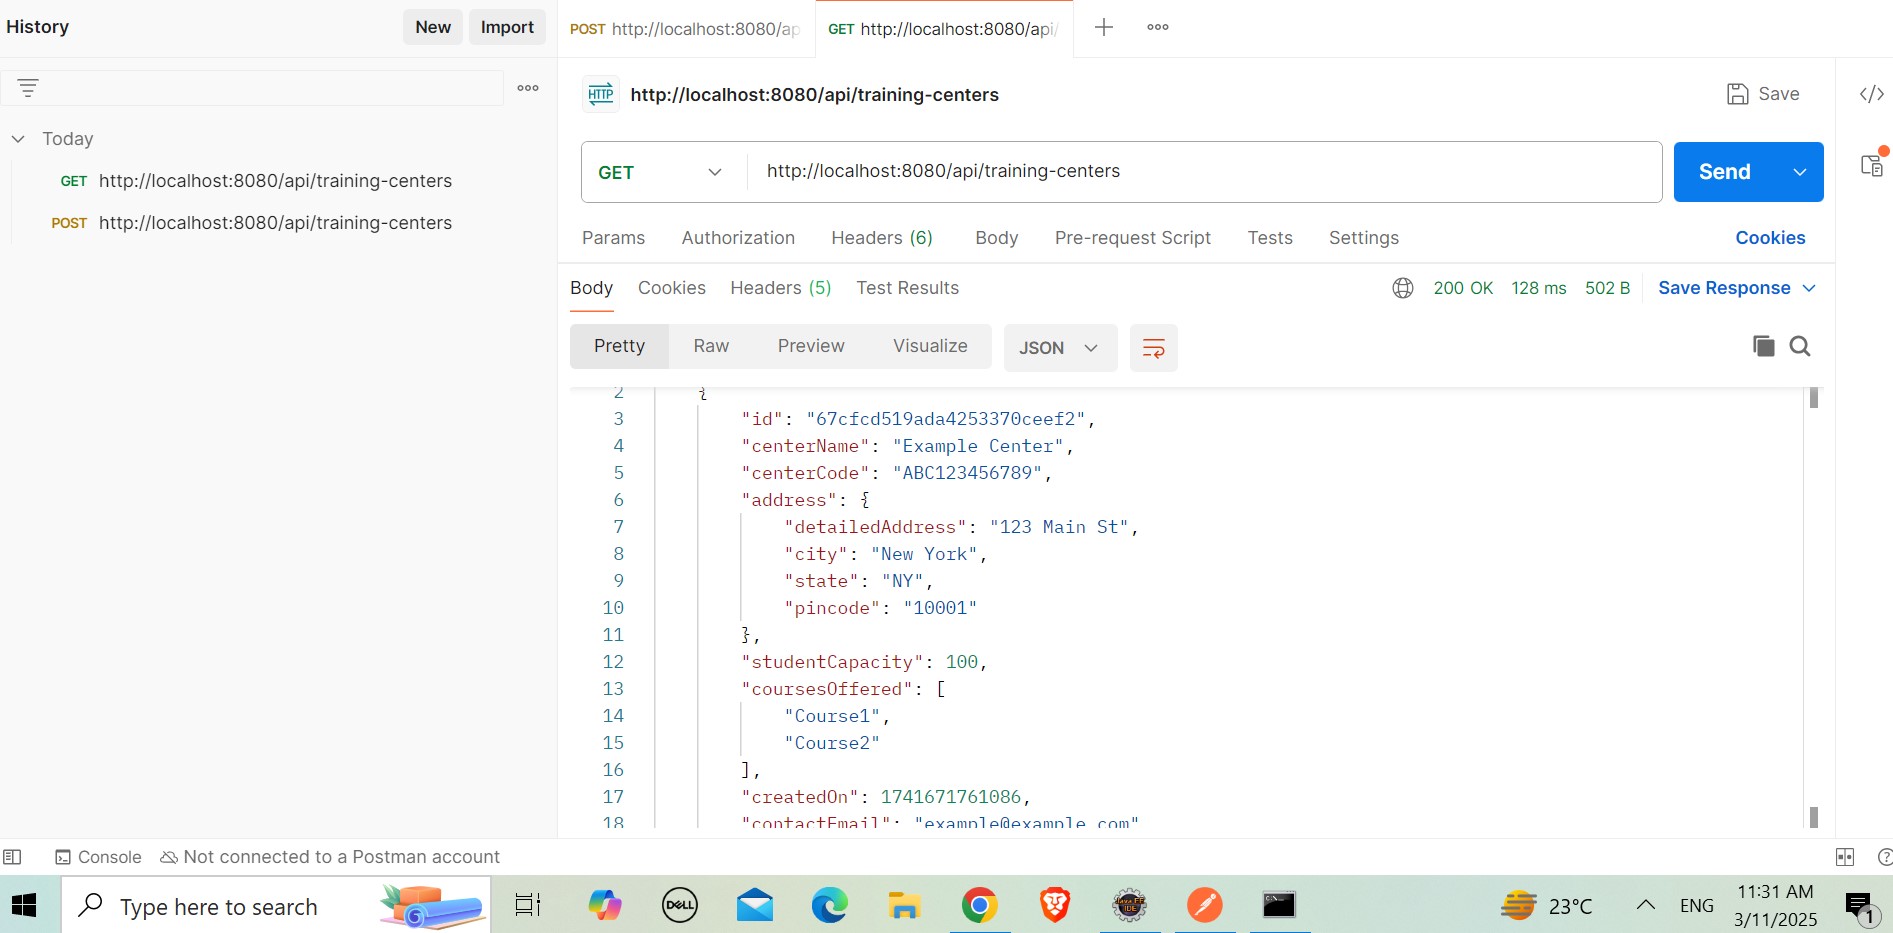 History
New
Import
POST http://localhost:8080/ap
GET http://localhost:8080/api/
HTTP
http://localhost:8080/api/training-centers
Save
Today
GET http://localhost:8080/api/training-centers
POST http://localhost:8080/api/training-centers
GET
http://localhost:8080/api/training-centers
Send
Params
Authorization
Headers (6)
Body
Pre-request Script
Tests
Settings
Cookies
Body
Cookies
Headers (5)
Test Results
200 OK
128 ms
502 B
Save Response
Pretty
Raw
Preview
Visualize
JSON
2 {
3 "id": "67cfcd519ada4253370ceef2",
4 "centerName": "Example Center",
5 "centerCode": "ABC123456789",
6 "address": {
7 "detailedAddress": "123 Main St",
8 "city": "New York",
9 "state": "NY",
10 "pincode": "10001"
11 },
12 "studentCapacity": 100,
13 "coursesOffered": [
14 "Course1",
15 "Course2"
16 ],
17 "createdOn": 1741671761086,
18 "contactEmail": "example@example.com"
Console
Not connected to a Postman account
Type here to search
DELL
Java EE
IDE
23°C
ENG
11:31 AM
3/11/2025
1